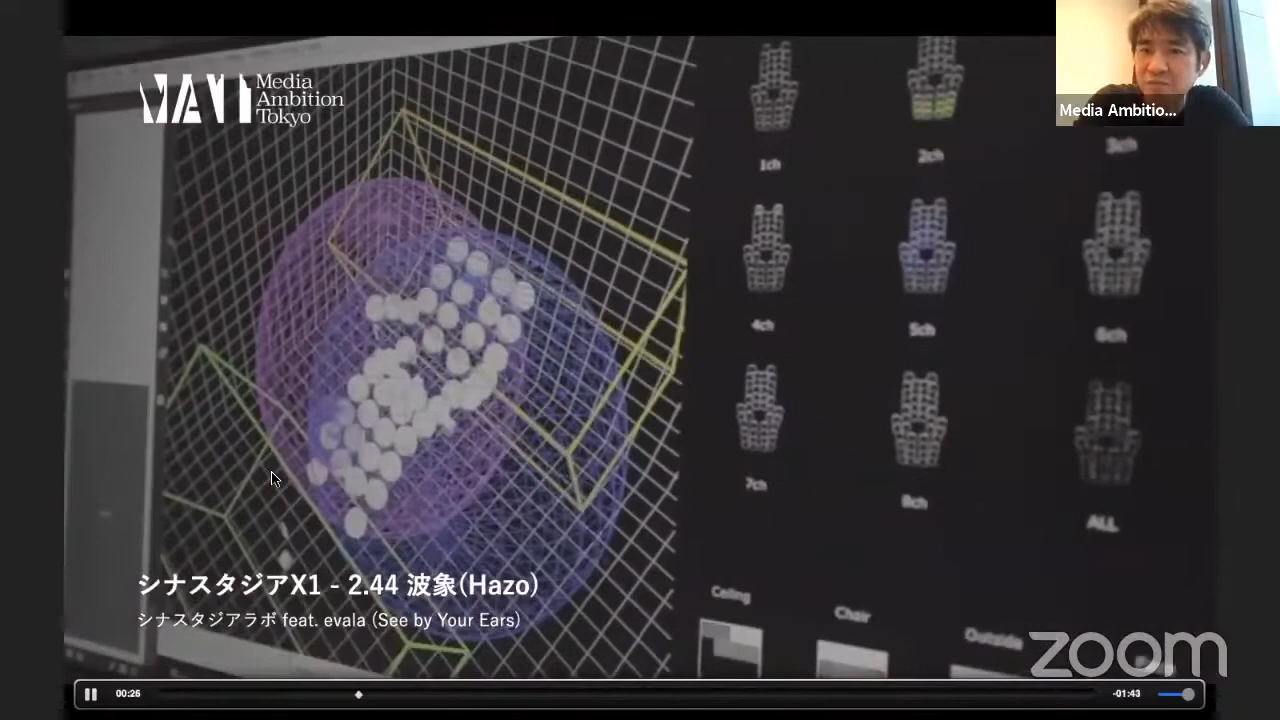 Media
Ambition
Tokyo
Media Ambitio...
1ch
2ch
3ch
4ch
5ch
6ch
7ch
8ch
ALL
Ceiling
Chair
Outside
シナスタジアX1 - 2.44 波象(Hazo)
シナスタジアラボ feat. evala (See by Your Ears)
zoom
00:26
-01:43